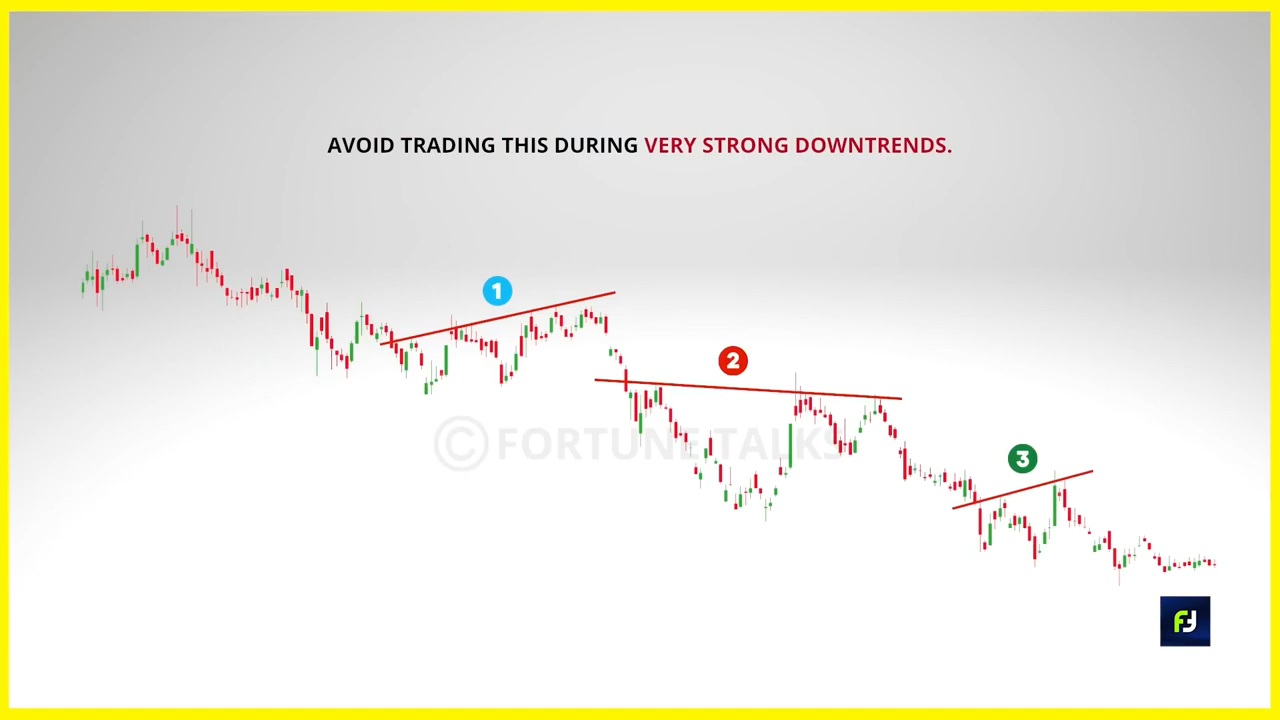 AVOID TRADING THIS DURING VERY STRONG DOWNTRENDS.
1
2
© FORTUNE TALKS
3